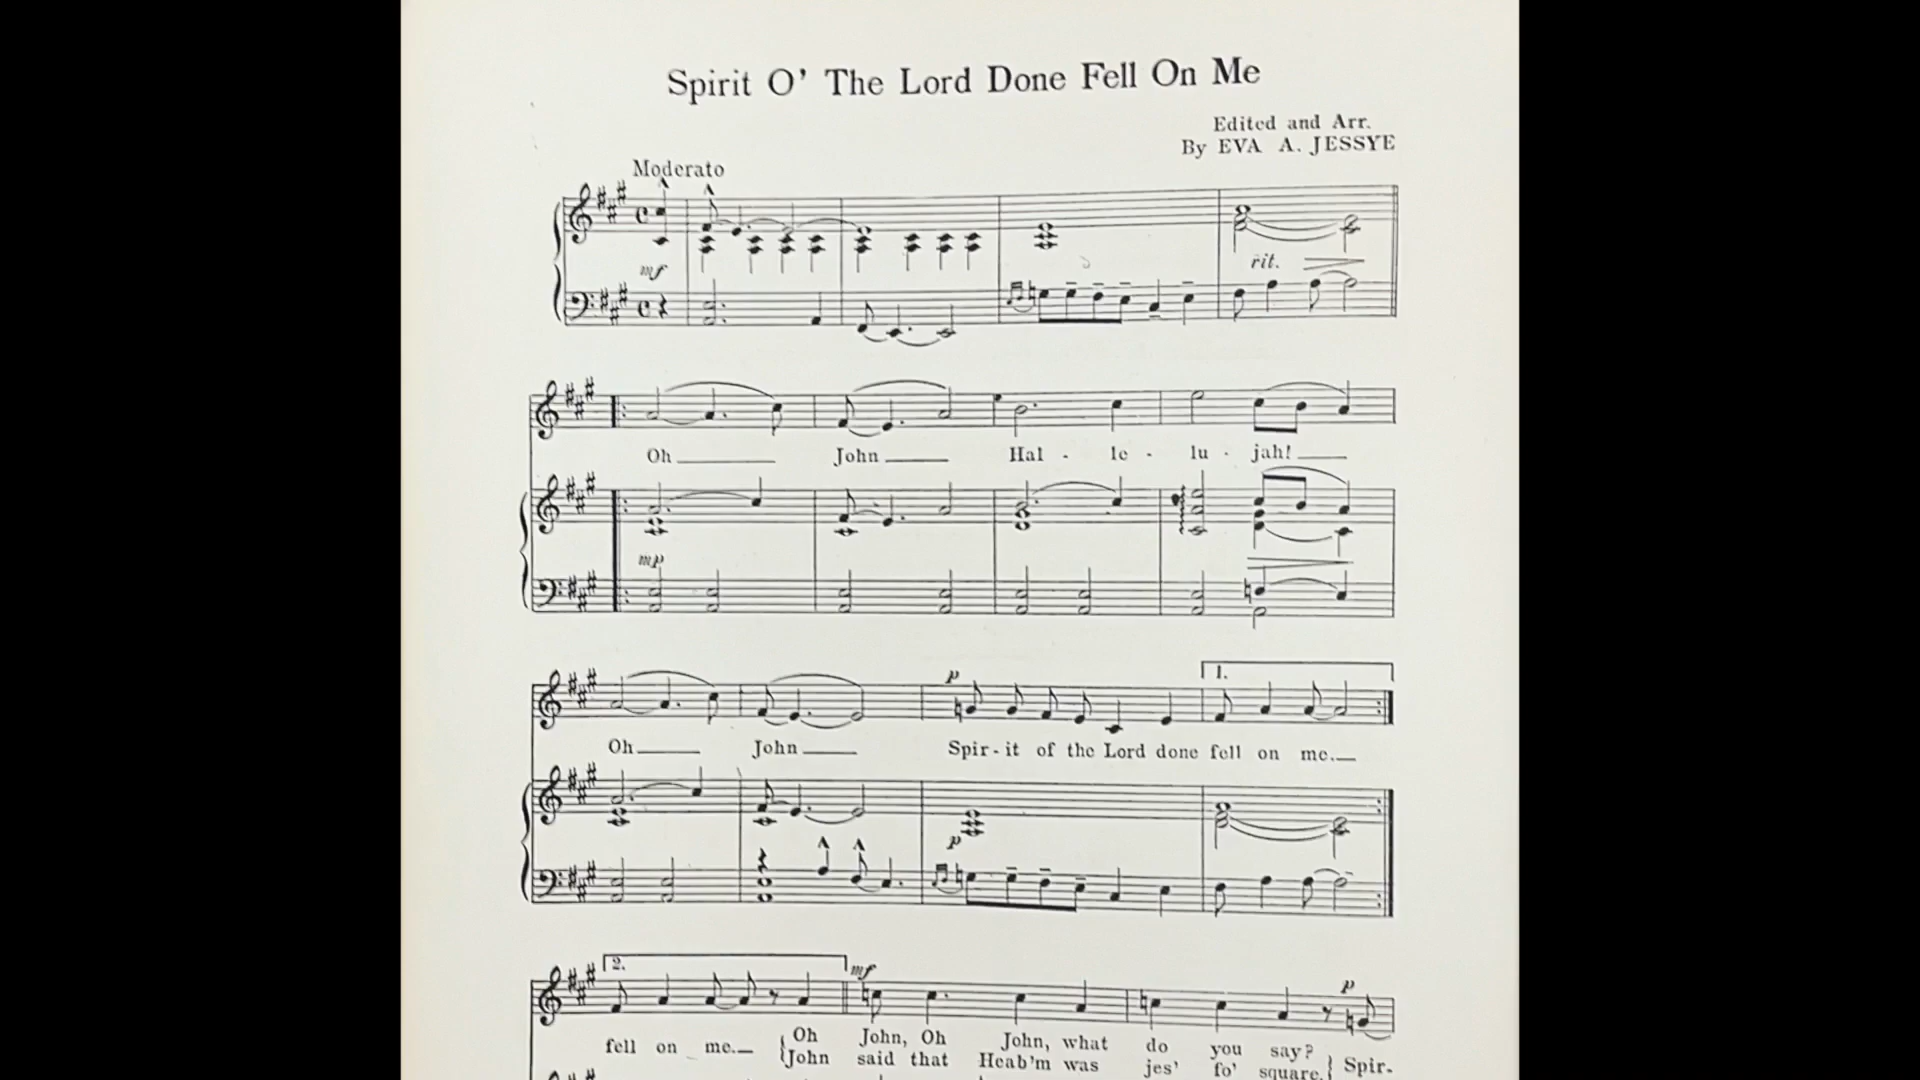 Spirit O' The Lord Done Fell On Me
Edited and Arr.
By EVA A. JESSYE
Moderato
mf
rit.
Oh John Hal - le - lu - jah!
mp
p
1.
Oh John Spir - it of the Lord done fell on me.
p
2.
mf
p
fell on me. Oh John, Oh John, what do you say?
John said that Heab'm was jes' fo' square. Spir-